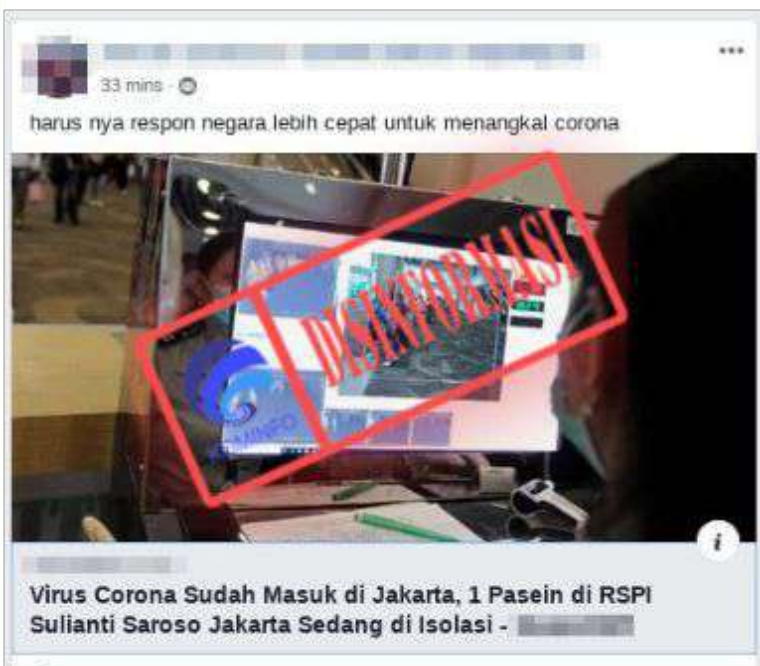 33 mins
harus nya respon negara lebih cepat untuk menangkal corona
DISINFORMASI
Virus Corona Sudah Masuk di Jakarta, 1 Pasein di RSPI
Sulianti Saroso Jakarta Sedang di Isolasi -